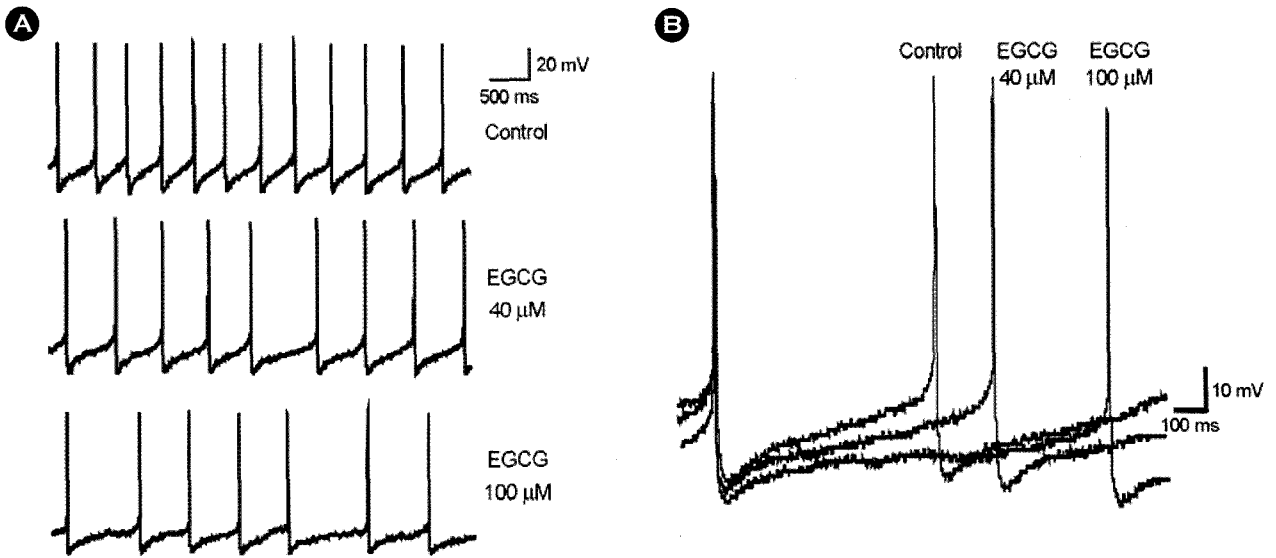 A
20 mV
500 ms
Control
EGCG
40 µM
EGCG
100 µM
B
Control EGCG EGCG
40 µM 100 µM
10 mV
100 ms